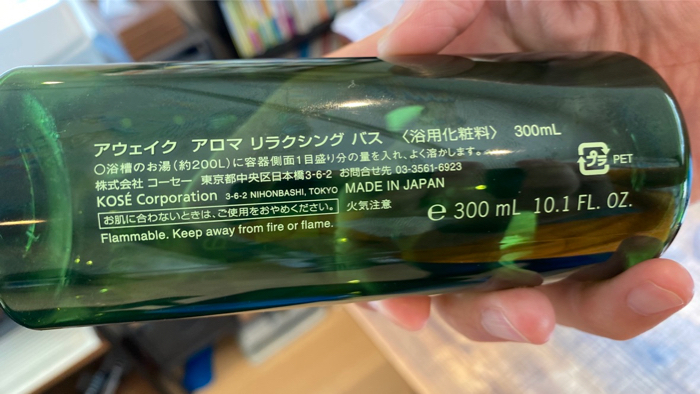 アウェイク アロマ リラクシング バス 〈浴用化粧料〉 300mL
○浴槽のお湯(約200L)に容器側面1目盛り分の量を入れ、よく溶かします。
株式会社 コーセー 東京都中央区日本橋3-6-2 お問合せ先 03-3561-6923
KOSÉ Corporation 3-6-2 NIHONBASHI, TOKYO MADE IN JAPAN
お肌に合わないときは、ご使用をおやめください。 火気注意
Flammable. Keep away from fire or flame.
℮ 300 mL 10.1 FL. OZ.
プラ PET